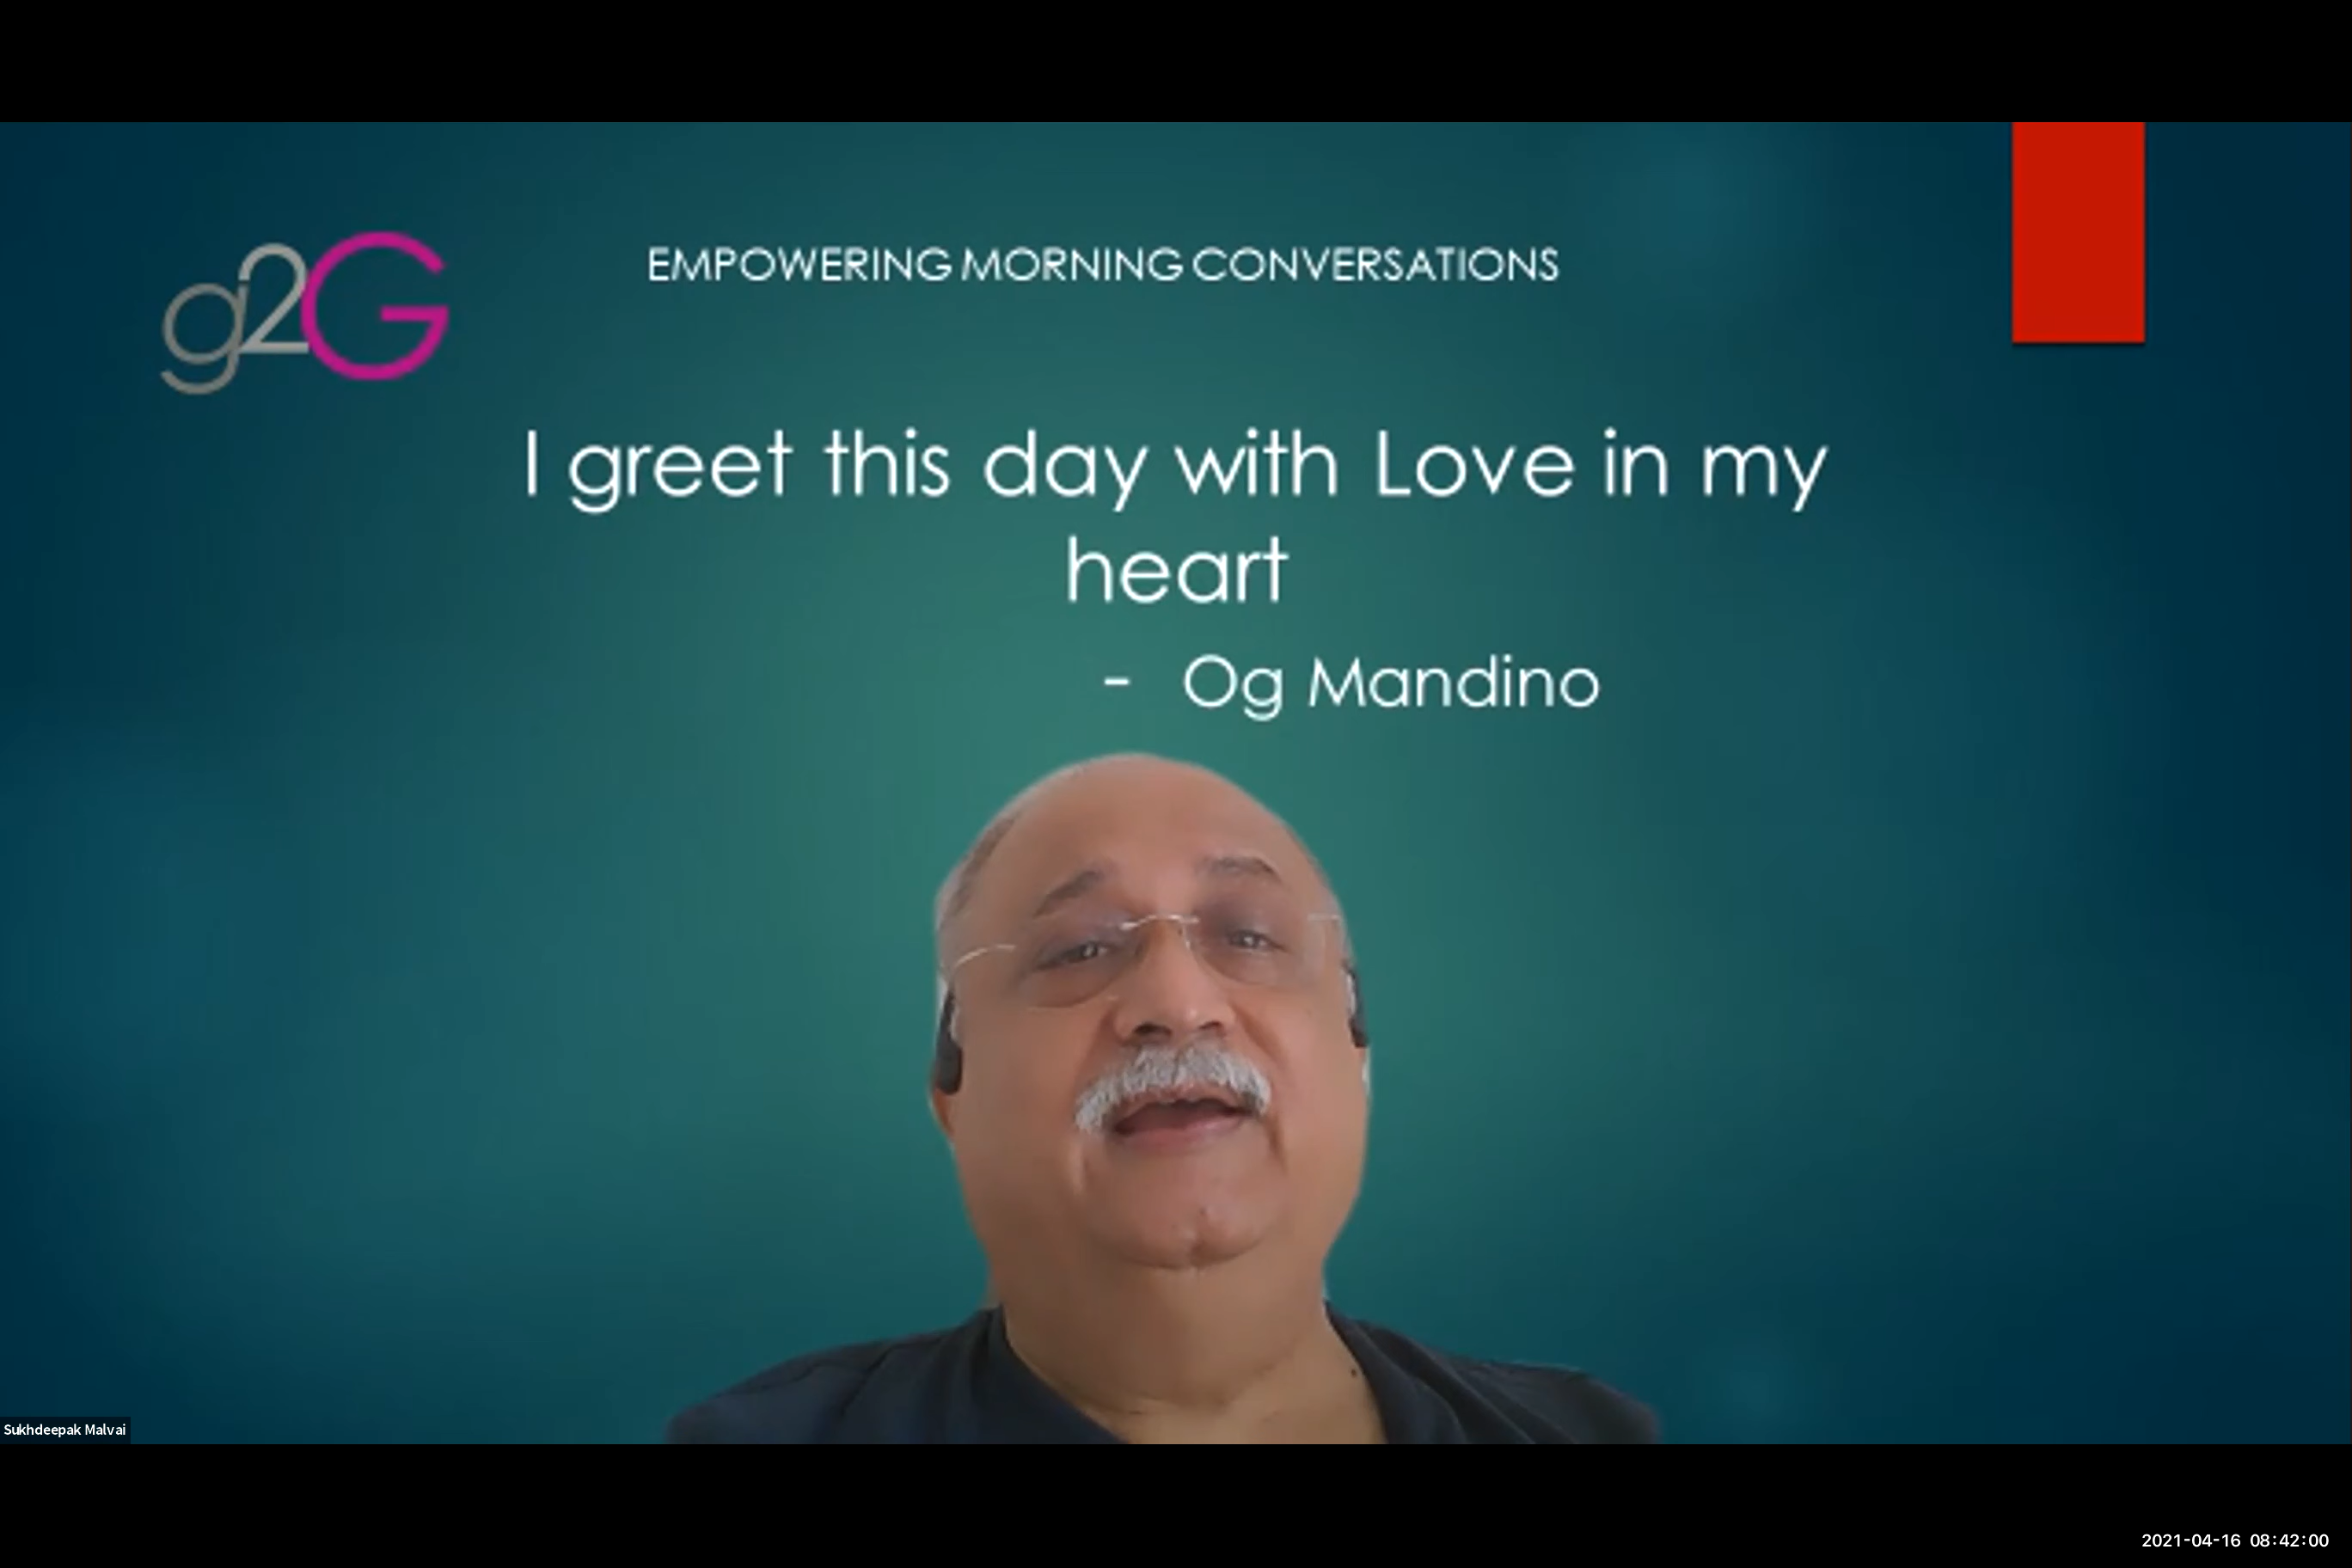 g2G
EMPOWERING MORNING CONVERSATIONS
I greet this day with Love in my
heart
- Og Mandino
Sukhdeepak Malvai
2021-04-16 08:42:00